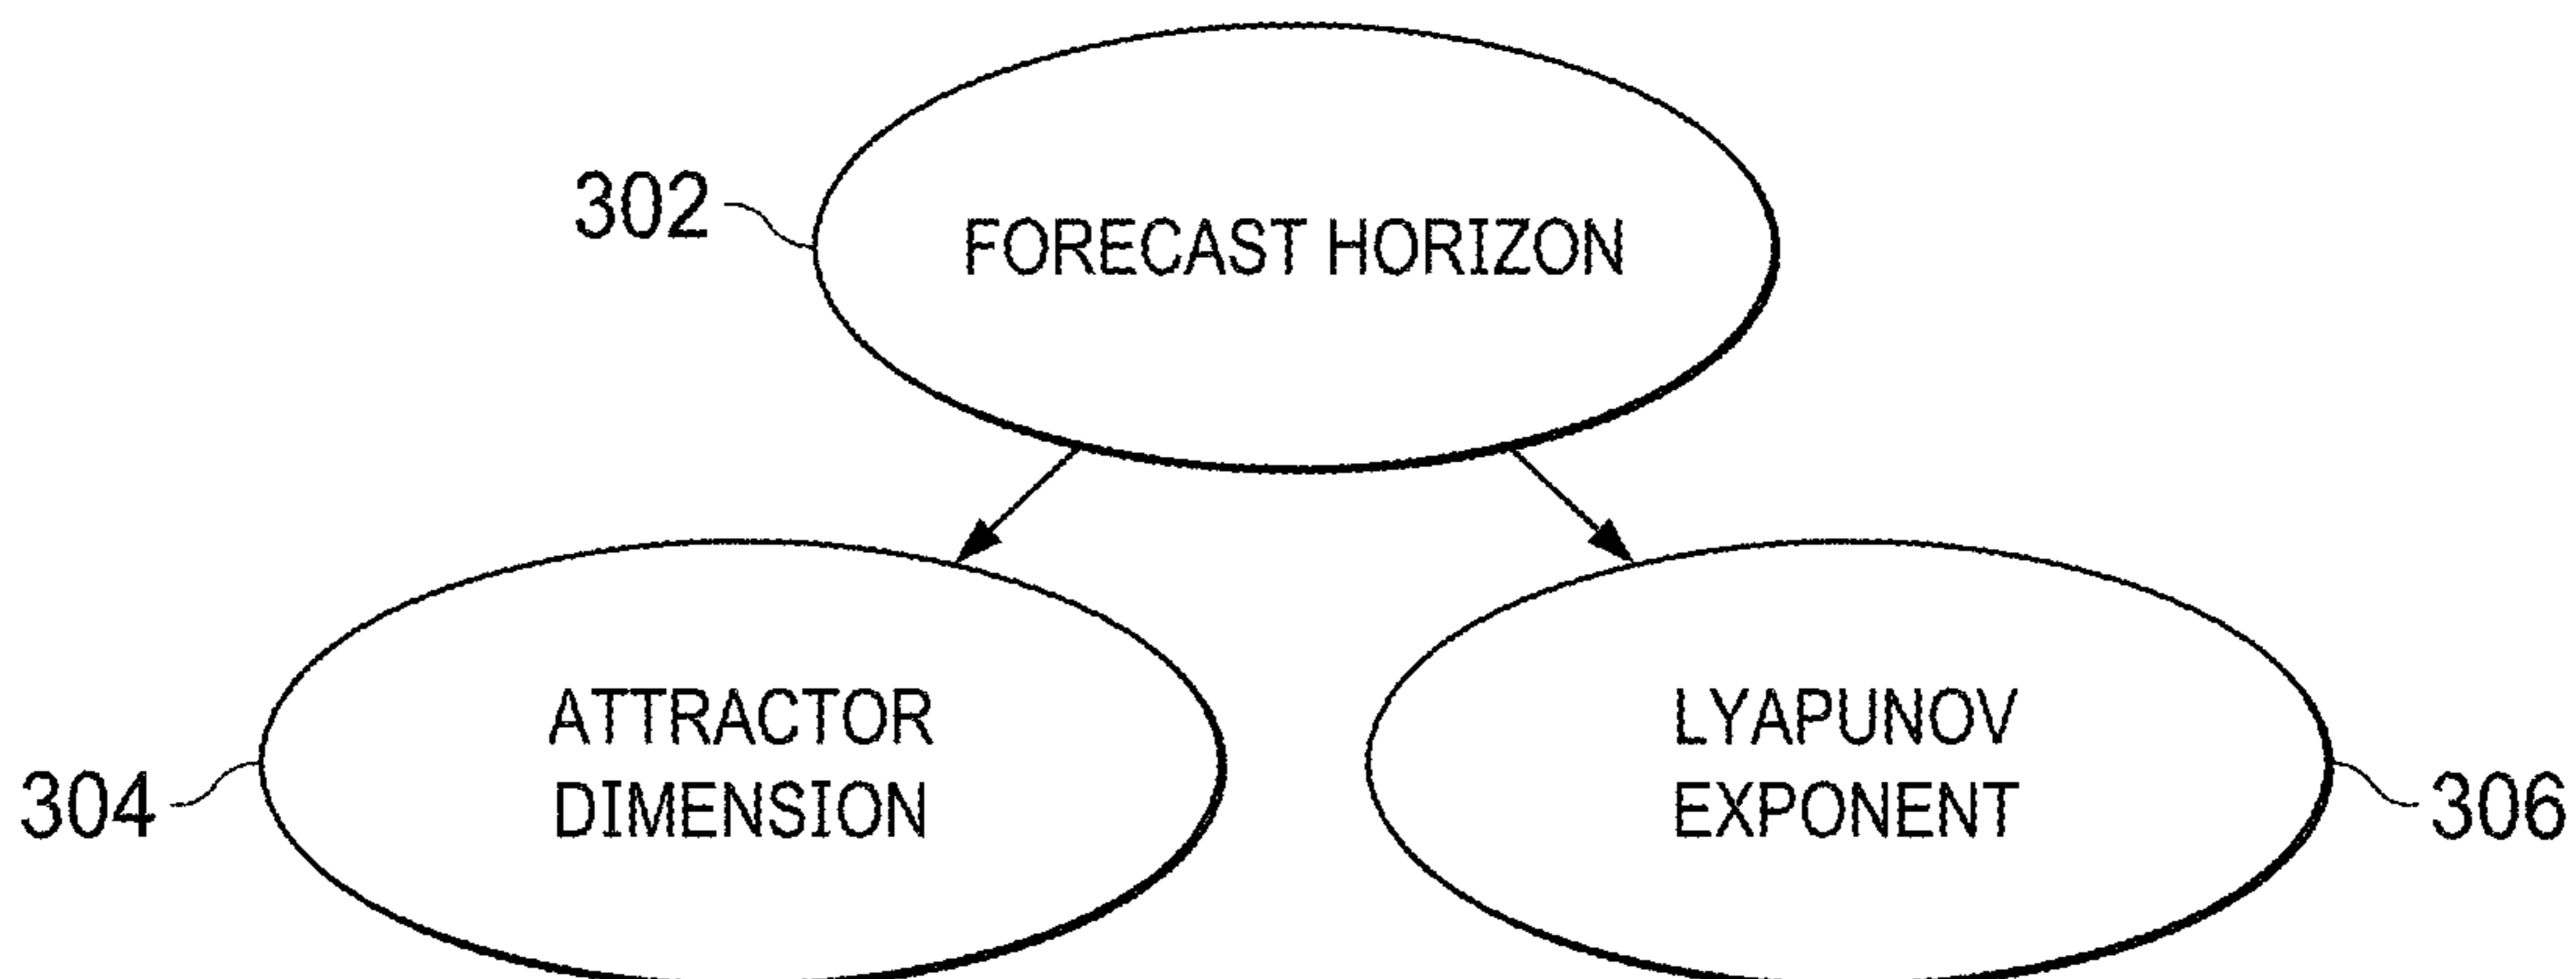 302
FORECAST HORIZON
ATTRACTOR
DIMENSION
304
LYAPUNOV
EXPONENT
306